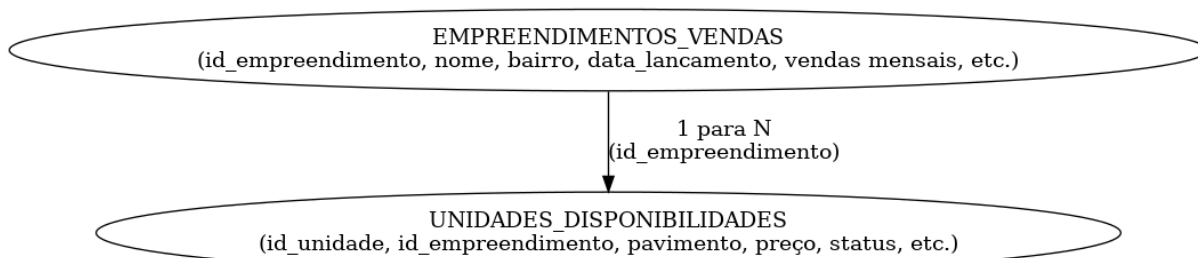 EMPREENDIMENTOS_VENDAS
(id_empreendimento, nome, bairro, data_lancamento, vendas mensais, etc.)
1 para N
(id_empreendimento)
UNIDADES_DISPONIBILIDADES
(id_unidade, id_empreendimento, pavimento, preço, status, etc.)